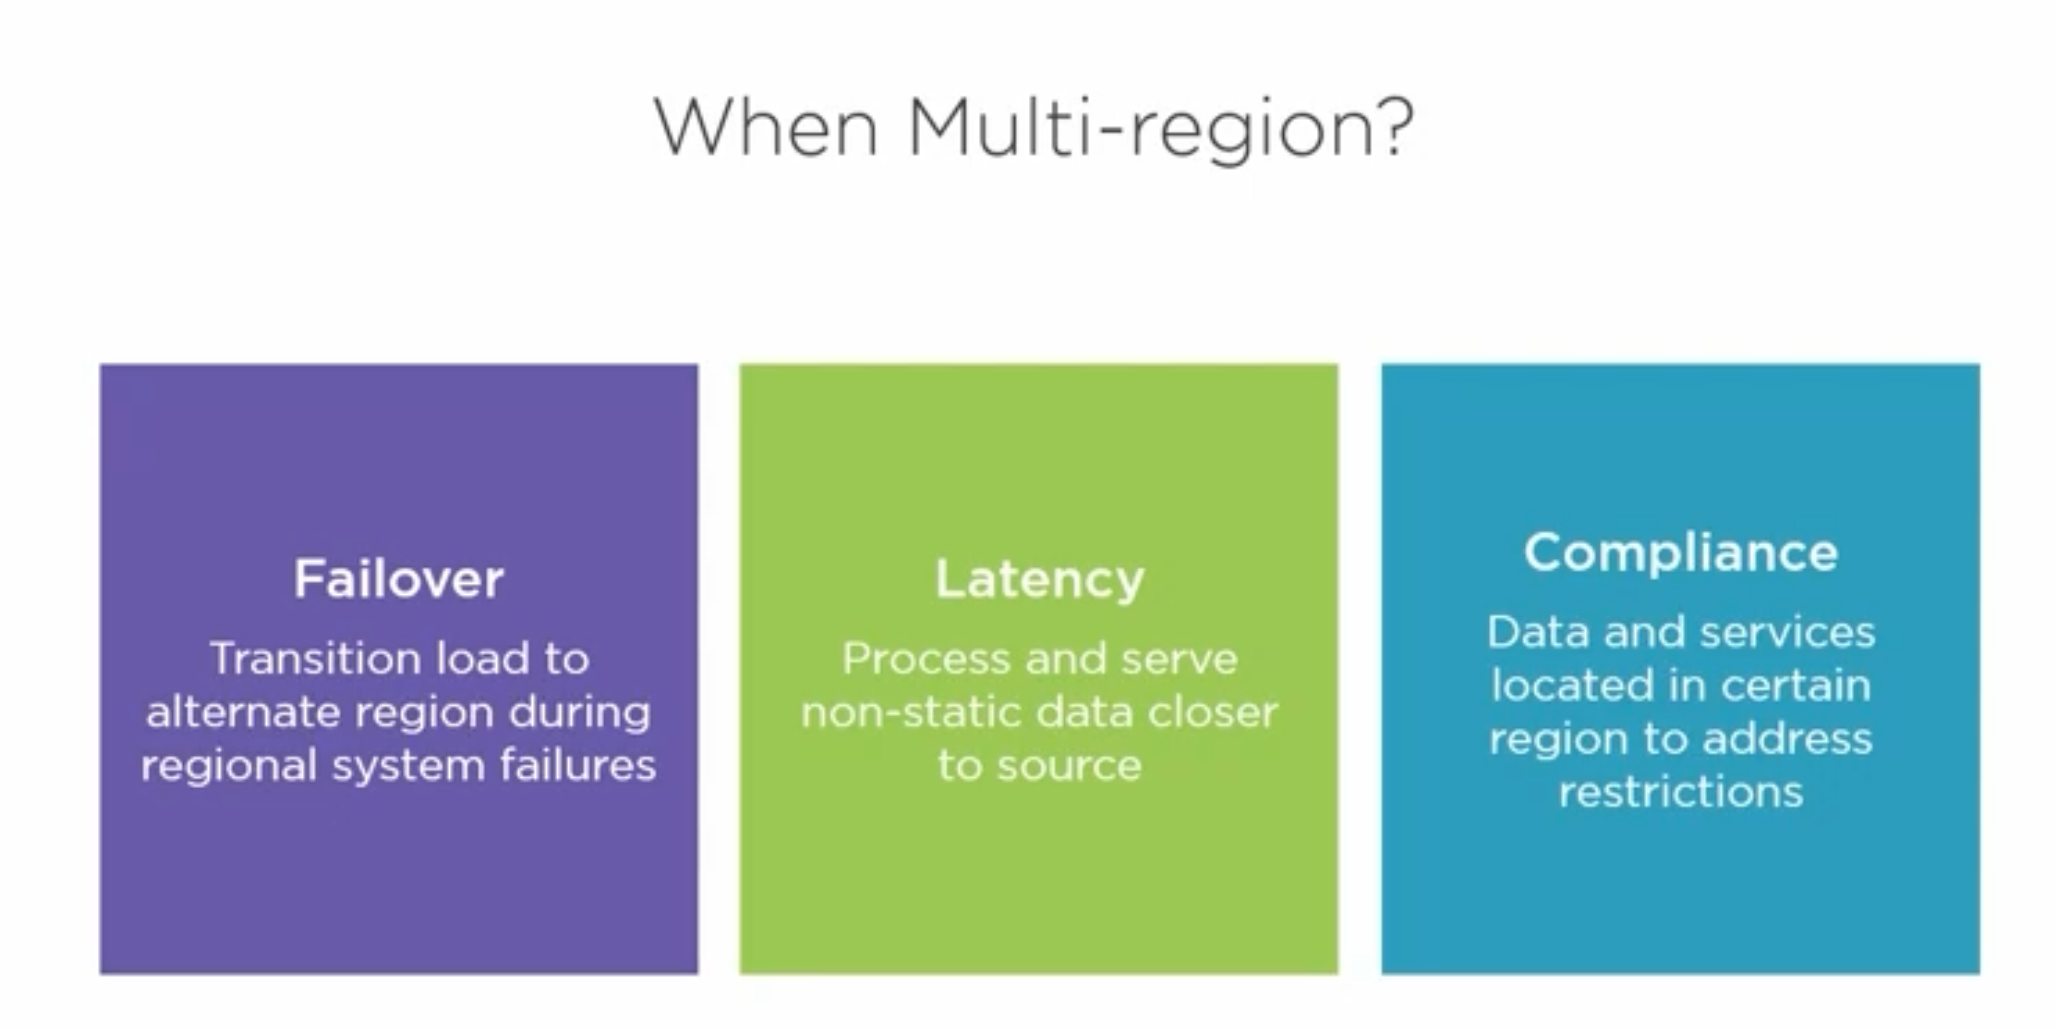 When Multi-region?
Failover
Transition load to
alternate region during
regional system failures
Latency
Process and serve
non-static data closer
to source
Compliance
Data and services
located in certain
region to address
restrictions